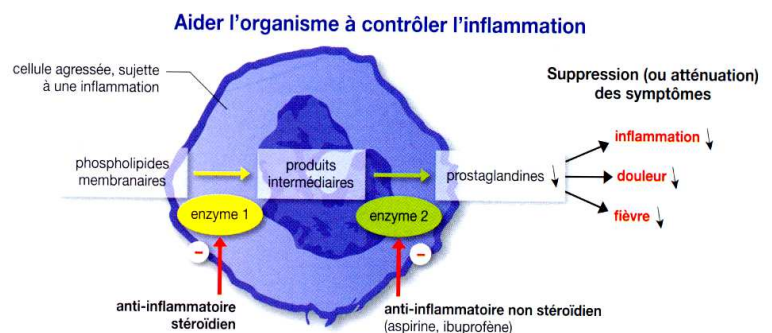 Aider l'organisme à contrôler l'inflammation
cellule agressée, sujette
à une inflammation
Suppression (ou atténuation)
des symptômes
phospholipides
membranaires
produits
intermédiaires
prostaglandines
inflammation
douleur
fièvre
enzyme 1
enzyme 2
–
–
anti-inflammatoire
stéroïdien
anti-inflammatoire non stéroïdien
(aspirine, ibuprofène)